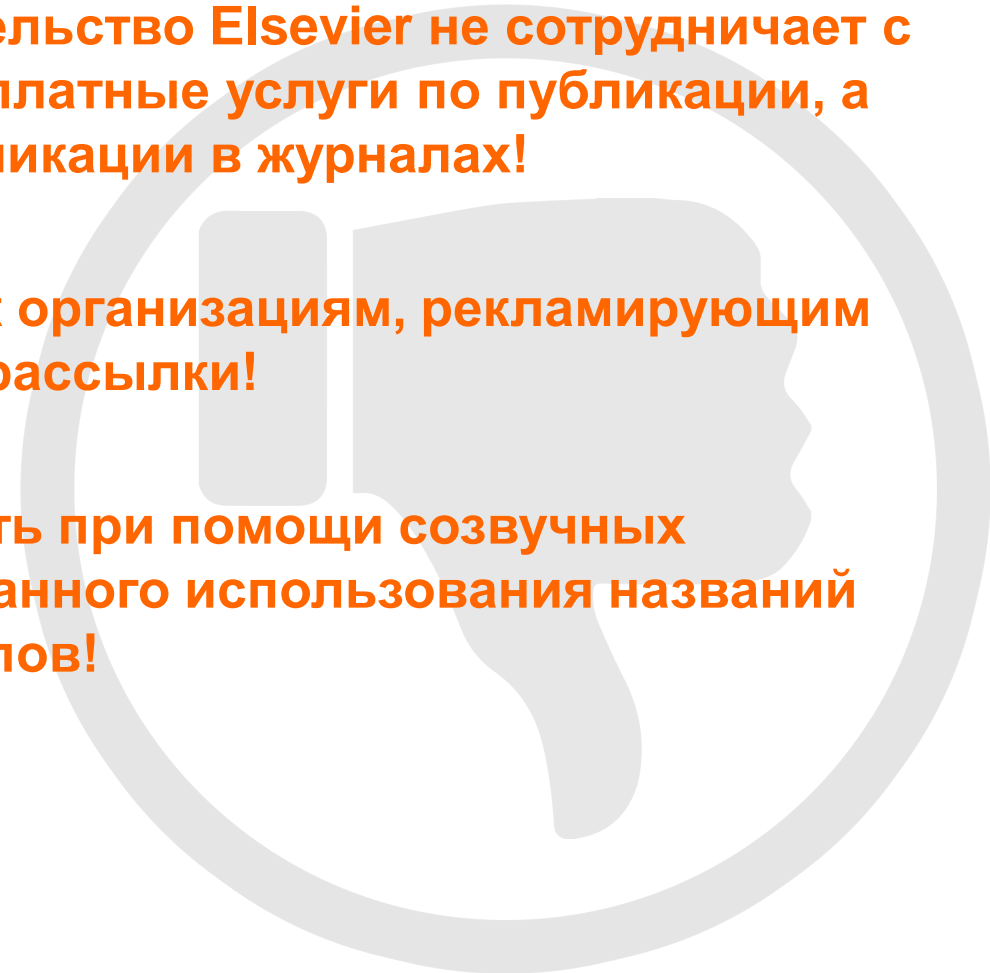 ельство Elsevier не сотрудничает с
платные услуги по публикации, а
ликации в журналах!
к организациям, рекламирующим
рассылки!
ть при помощи созвучных
анного использования названий
лов!